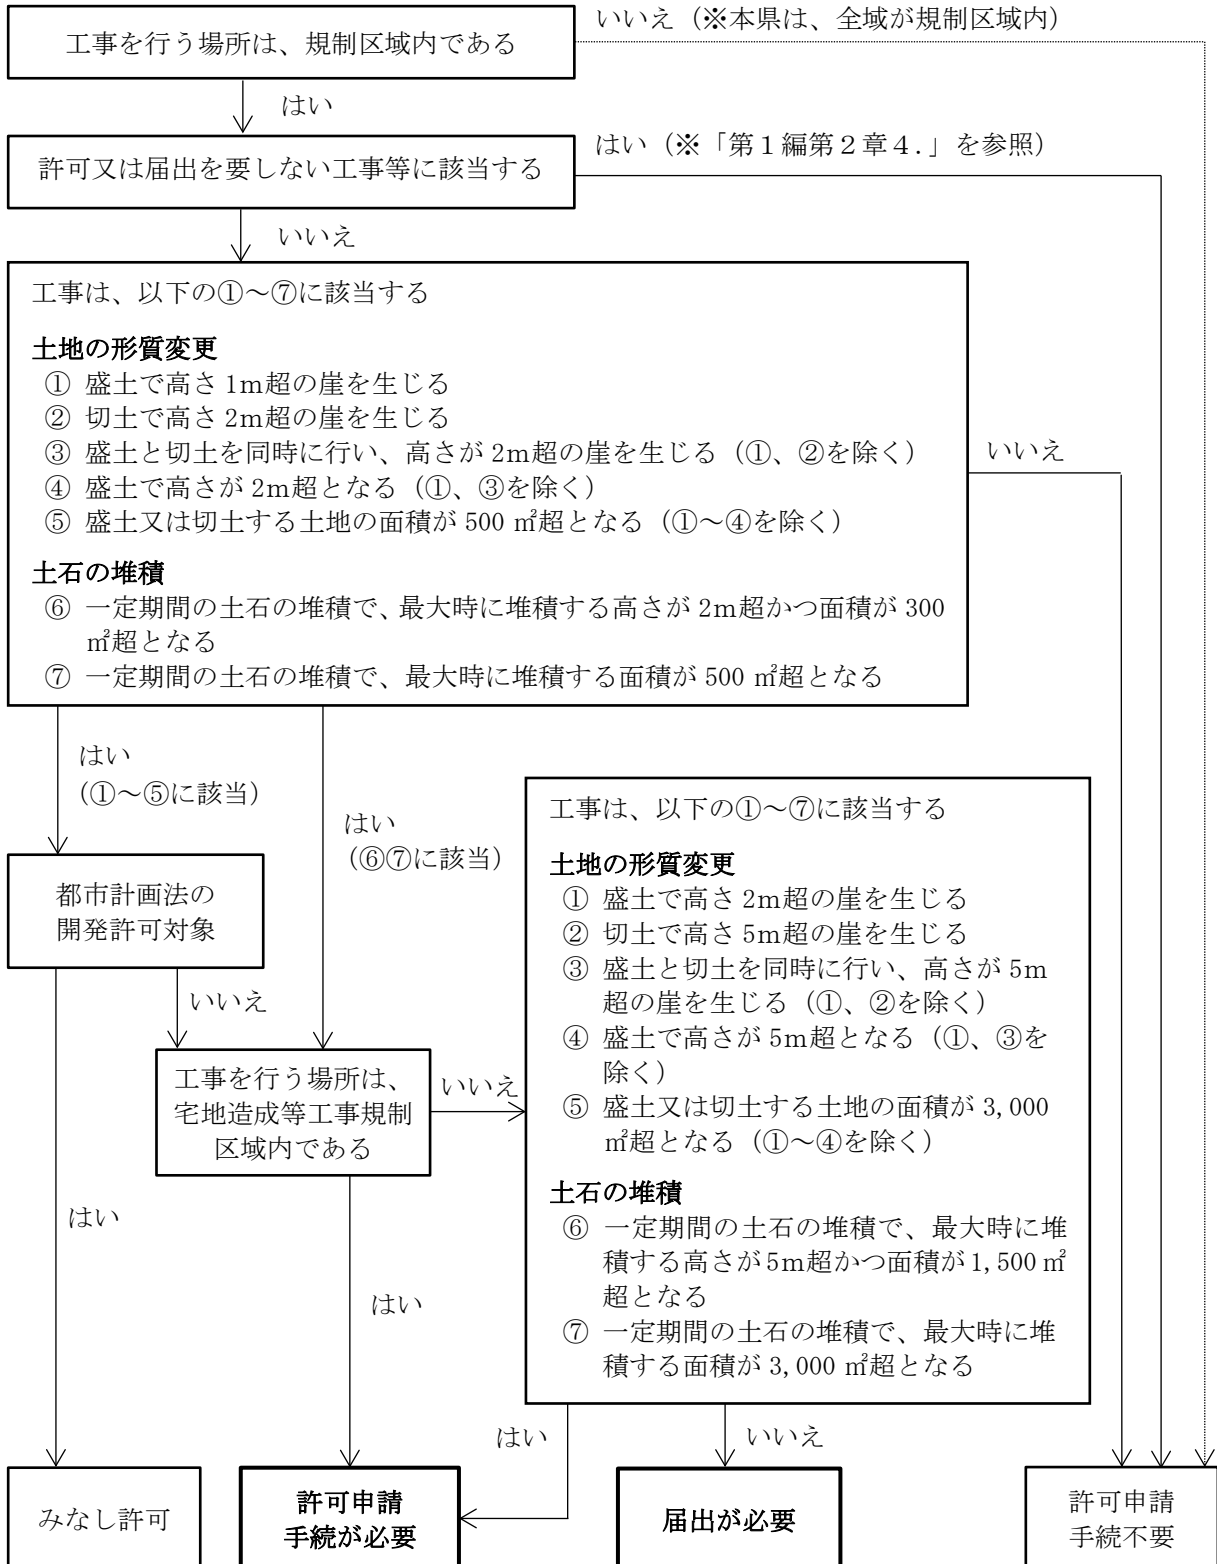 工事を行う場所は、規制区域内である
いいえ（※本県は、全域が規制区域内）
はい
許可又は届出を要しない工事等に該当する
はい（※「第１編第２章４．」を参照）
いいえ
工事は、以下の①～⑦に該当する
土地の形質変更
① 盛土で高さ 1m超の崖を生じる
② 切土で高さ 2m超の崖を生じる
③ 盛土と切土を同時に行い、高さが 2m超の崖を生じる（①、②を除く）
④ 盛土で高さが 2m超となる（①、③を除く）
⑤ 盛土又は切土する土地の面積が 500 ㎡超となる（①～④を除く）
土石の堆積
⑥ 一定期間の土石の堆積で、最大時に堆積する高さが 2m超かつ面積が 300
㎡超となる
⑦ 一定期間の土石の堆積で、最大時に堆積する面積が 500 ㎡超となる
いいえ
はい
（①～⑤に該当）
はい
（⑥⑦に該当）
都市計画法の
開発許可対象
いいえ
はい
工事を行う場所は、
宅地造成等工事規制
区域内である
いいえ
はい
工事は、以下の①～⑦に該当する
土地の形質変更
① 盛土で高さ 2m超の崖を生じる
② 切土で高さ 5m超の崖を生じる
③ 盛土と切土を同時に行い、高さが 5m
超の崖を生じる（①、②を除く）
④ 盛土で高さが 5m超となる（①、③を
除く）
⑤ 盛土又は切土する土地の面積が 3,000
㎡超となる（①～④を除く）
土石の堆積
⑥ 一定期間の土石の堆積で、最大時に堆
積する高さが 5m超かつ面積が 1,500 ㎡
超となる
⑦ 一定期間の土石の堆積で、最大時に堆
積する面積が 3,000 ㎡超となる
はい
いいえ
みなし許可
許可申請
手続が必要
届出が必要
許可申請
手続不要